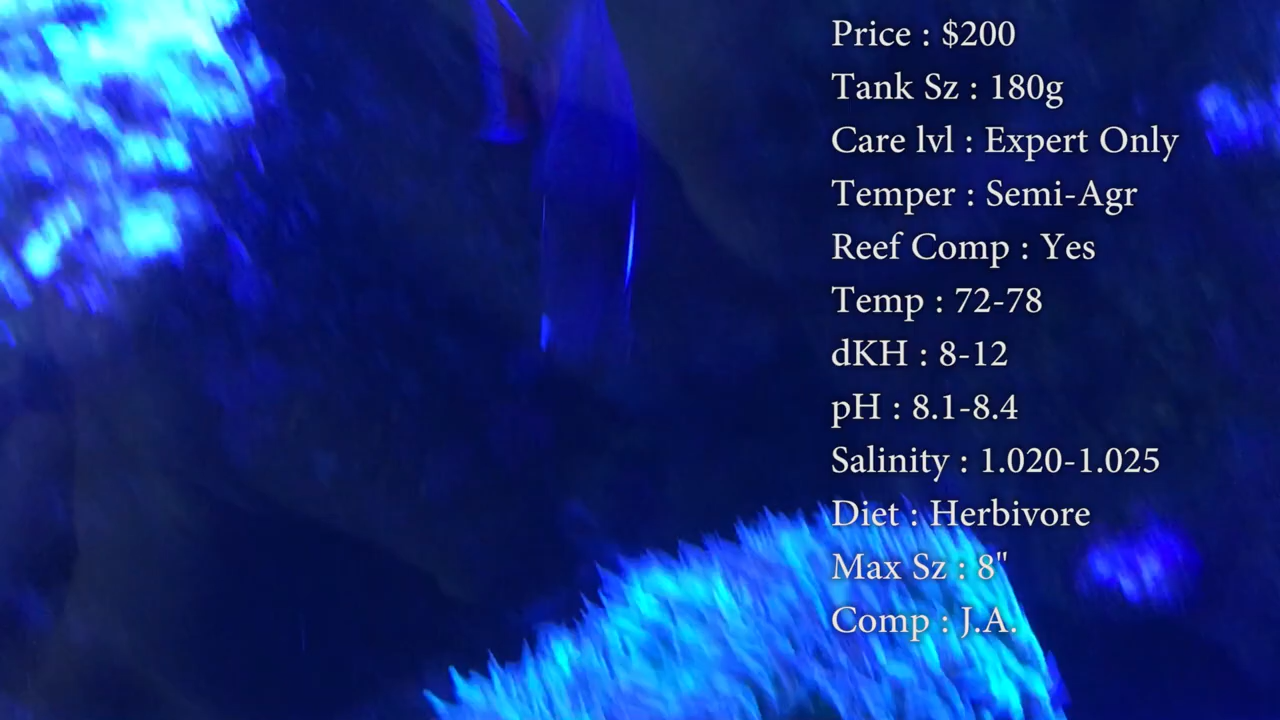 Price : $200
Tank Sz : 180g
Care lvl : Expert Only
Temper : Semi-Agr
Reef Comp : Yes
Temp : 72-78
dKH : 8-12
pH : 8.1-8.4
Salinity : 1.020-1.025
Diet : Herbivore
Max Sz : 8"
Comp : J.A.